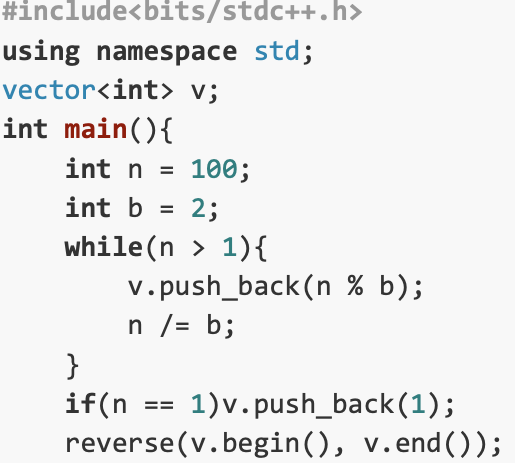 #include<bits/stdc++.h>
using namespace std;
vector<int> v;
int main(){
    int n = 100;
    int b = 2;
    while(n > 1){
        v.push_back(n % b);
        n /= b;
    }
    if(n == 1)v.push_back(1);
    reverse(v.begin(), v.end());